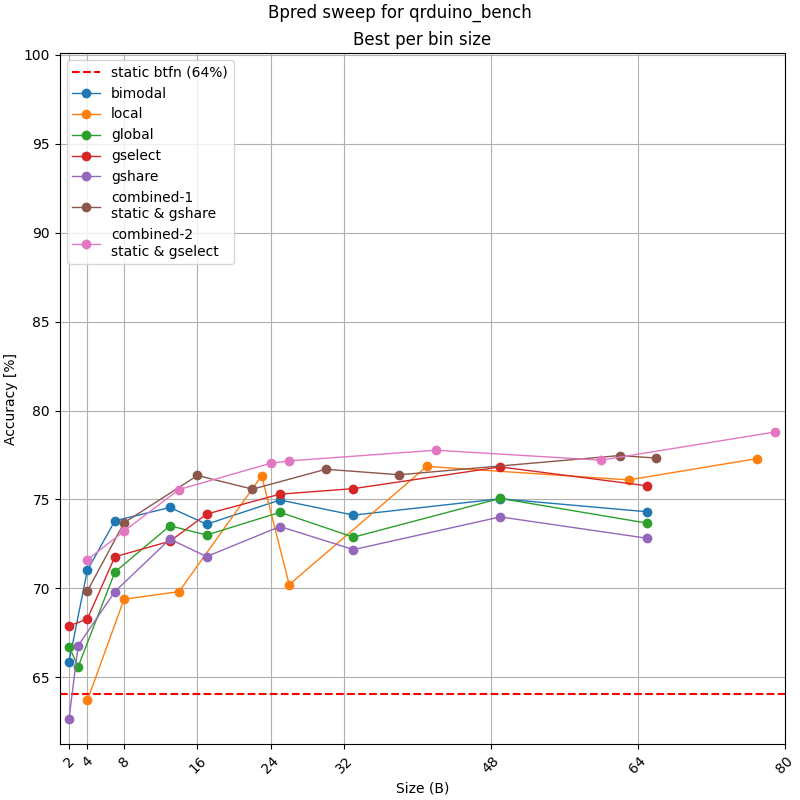 Bpred sweep for qrduino_bench
Best per bin size
static btfn (64%)
bimodal
local
global
gselect
gshare
combined-1
static & gshare
combined-2
static & gselect
Accuracy [%]
100
95
90
85
80
75
70
65
2 4 8 16 24 32 48 64 80
Size (B)